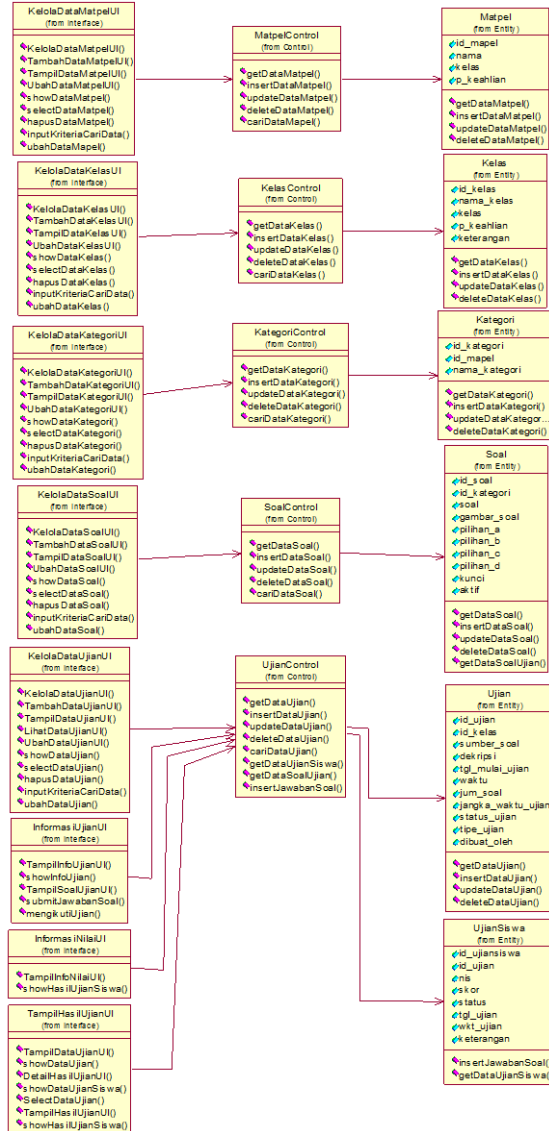 KelolaDataMatpelUI
(from Interface)
KelolaDataMatpelUI()
TambahDataMatpelUI()
TampilDataMatpelUI()
UbahDataMatpelUI()
showDataMatpel()
selectDataMatpel()
hapusDataMatpel()
inputKriteriaCariData()
ubahDataMapel()
MatpelControl
(from Control)
getDataMatpel()
insertDataMatpel()
updateDataMatpel()
deleteDataMatpel()
cariDataMapel()
Matpel
(from Entity)
id_mapel
nama
kelas
p_keahlian
getDataMatpel()
insertDataMatpel()
updateDataMatpel()
deleteDataMatpel()
KelolaDataKelasUI
(from Interface)
KelolaDataKelasUI()
TambahDataKelasUI()
TampilDataKelasUI()
UbahDataKelasUI()
showDataKelas()
selectDataKelas()
hapusDataKelas()
inputKriteriaCariData()
ubahDataKelas()
KelasControl
(from Control)
getDataKelas()
insertDataKelas()
updateDataKelas()
deleteDataKelas()
cariDataKelas()
Kelas
(from Entity)
id_kelas
nama_kelas
kelas
p_keahlian
keterangan
getDataKelas()
insertDataKelas()
updateDataKelas()
deleteDataKelas()
KelolaDataKategoriUI
(from Interface)
KelolaDataKategoriUI()
TambahDataKategoriUI()
TampilDataKategoriUI()
UbahDataKategoriUI()
showDataKategori()
selectDataKategori()
hapusDataKategori()
inputKriteriaCariData()
ubahDataKategori()
KategoriControl
(from Control)
getDataKategori()
insertDataKategori()
updateDataKategori()
deleteDataKategori()
cariDataKategori()
Kategori
(from Entity)
id_kategori
id_mapel
nama_kategori
getDataKategori()
insertDataKategori()
updateDataKategor...
deleteDataKategori()
KelolaDataSoalUI
(from Interface)
KelolaDataSoalUI()
TambahDataSoalUI()
TampilDataSoalUI()
UbahDataSoalUI()
showDataSoal()
selectDataSoal()
hapusDataSoal()
inputKriteriaCariData()
ubahDataSoal()
SoalControl
(from Control)
getDataSoal()
insertDataSoal()
updateDataSoal()
deleteDataSoal()
cariDataSoal()
Soal
(from Entity)
id_soal
id_kategori
soal
gambar_soal
pilihan_a
pilihan_b
pilihan_c
pilihan_d
kunci
aktif
getDataSoal()
insertDataSoal()
updateDataSoal()
deleteDataSoal()
getDataSoalUjian()
KelolaDataUjianUI
(from Interface)
KelolaDataUjianUI()
TambahDataUjianUI()
TampilDataUjianUI()
LihatDataUjianUI()
UbahDataUjianUI()
showDataUjian()
selectDataUjian()
hapusDataUjian()
inputKriteriaCariData()
ubahDataUjian()
UjianControl
(from Control)
getDataUjian()
insertDataUjian()
updateDataUjian()
deleteDataUjian()
cariDataUjian()
getDataUjianSiswa()
getDataSoalUjian()
insertJawabanSoal()
Ujian
(from Entity)
id_ujian
id_kelas
sumber_soal
dekripsi
tgl_mulai_ujian
waktu
jum_soal
jangka_waktu_ujian
status_ujian
tipe_ujian
dibuat_oleh
getDataUjian()
insertDataUjian()
updateDataUjian()
deleteDataUjian()
InformasiUjianUI
(from Interface)
TampilInfoUjianUI()
showInfoUjian()
TampilSoalUjianUI()
submitJawabanSoal()
mengikutiUjian()
InformasiNilaiUI
(from Interface)
TampilInfoNilaiUI()
showHasilUjianSiswa()
UjianSiswa
(from Entity)
id_ujiansiswa
id_ujian
nis
skor
status
tgl_ujian
wkt_ujian
keterangan
insertJawabanSoal()
getDataUjianSiswa()
TampilHasilUjianUI
(from Interface)
TampilDataUjianUI()
showDataUjian()
DetailHasilUjianUI()
showDataUjianSiswa()
SelectDataUjian()
TampilHasilUjianUI()
showHasilUjianSiswa()